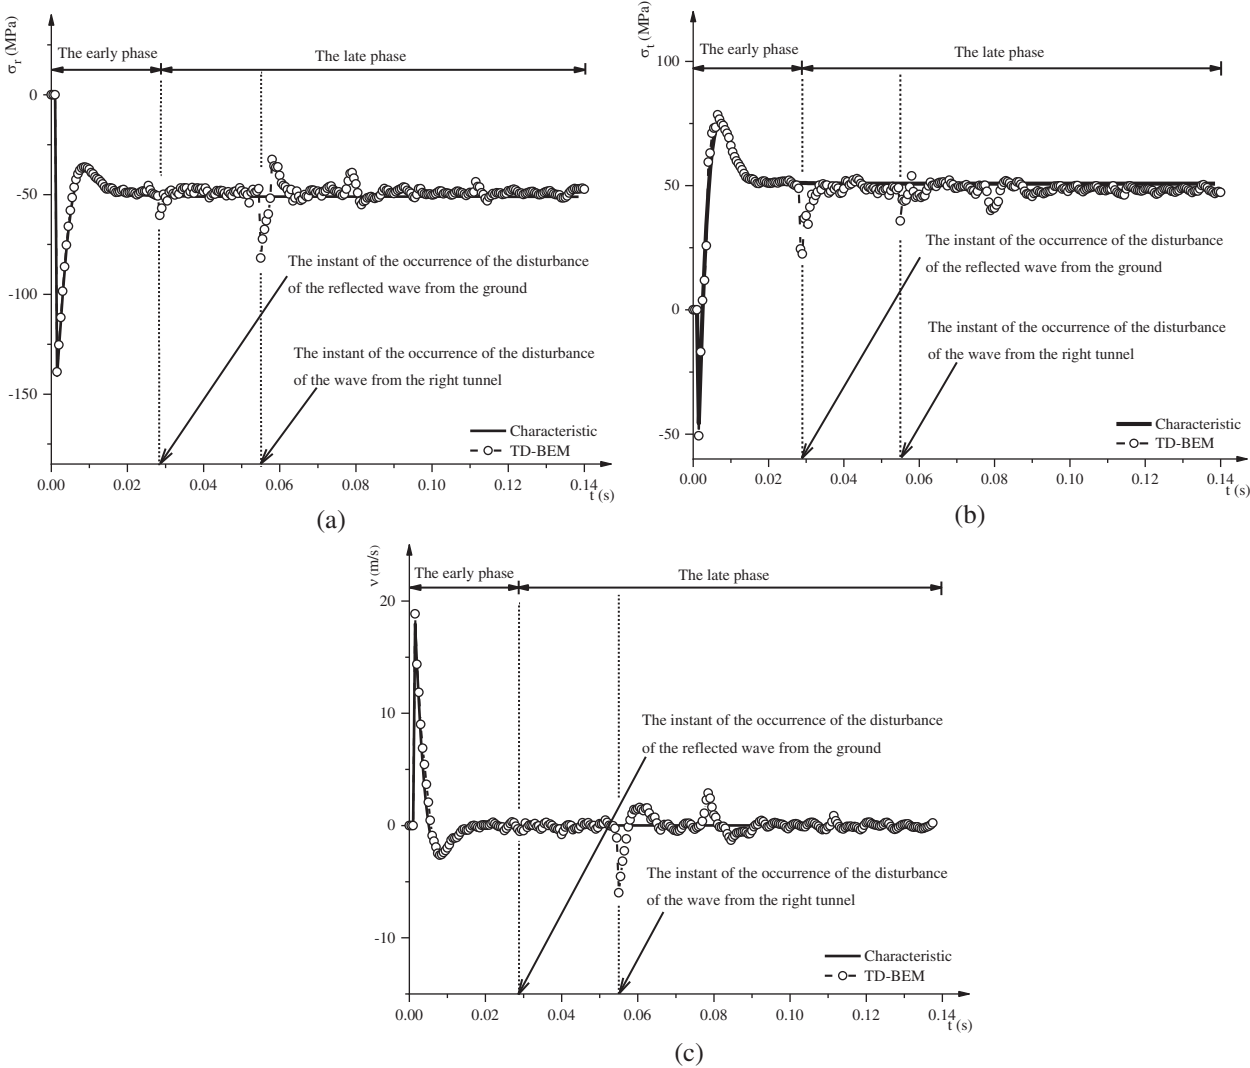 σr (MPa)
The early phase
The late phase
0
-50
-100
-150
The instant of the occurrence of the disturbance
of the reflected wave from the ground
The instant of the occurrence of the disturbance
of the wave from the right tunnel
Characteristic
TD-BEM
0.00 0.02 0.04 0.06 0.08 0.10 0.12 0.14
t (s)
(a)
σt (MPa)
The early phase
The late phase
100
50
0
-50
The instant of the occurrence of the disturbance
of the reflected wave from the ground
The instant of the occurrence of the disturbance
of the wave from the right tunnel
Characteristic
TD-BEM
0.00 0.02 0.04 0.06 0.08 0.10 0.12 0.14
t (s)
(b)
v (m/s)
The early phase
The late phase
20
10
0
-10
The instant of the occurrence of the disturbance
of the reflected wave from the ground
The instant of the occurrence of the disturbance
of the wave from the right tunnel
Characteristic
TD-BEM
0.00 0.02 0.04 0.06 0.08 0.10 0.12 0.14
t (s)
(c)